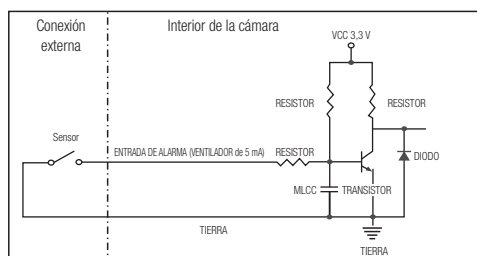 Conexión
externa
Interior de la cámara
VCC 3,3 V
RESISTOR
RESISTOR
Sensor
ENTRADA DE ALARMA (VENTILADOR de 5 mA)
RESISTOR
DIODO
MLCC
TRANSISTOR
TIERRA
TIERRA